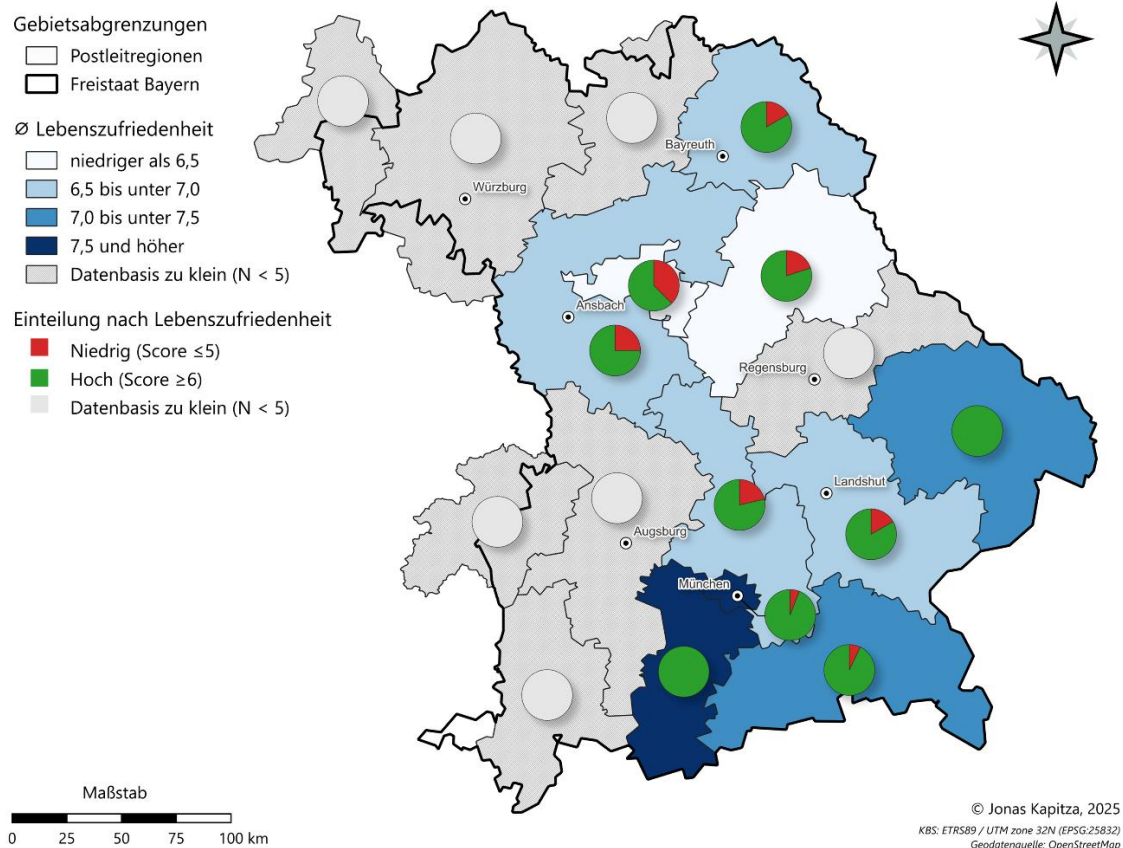 Gebietsabgrenzungen
Postleitregionen
Freistaat Bayern
Ø Lebenszufriedenheit
niedriger als 6,5
6,5 bis unter 7,0
7,0 bis unter 7,5
7,5 und höher
Datenbasis zu klein (N < 5)
Einteilung nach Lebenszufriedenheit
Niedrig (Score ≤5)
Hoch (Score ≥6)
Datenbasis zu klein (N < 5)
Bayreuth
Würzburg
Ansbach
Regensburg
Landshut
Augsburg
München
Maßstab
0 25 50 75 100 km
© Jonas Kapitza, 2025
KBS: ETRS89 / UTM zone 32N (EPSG:25832)
Geodatenquelle: OpenStreetMap